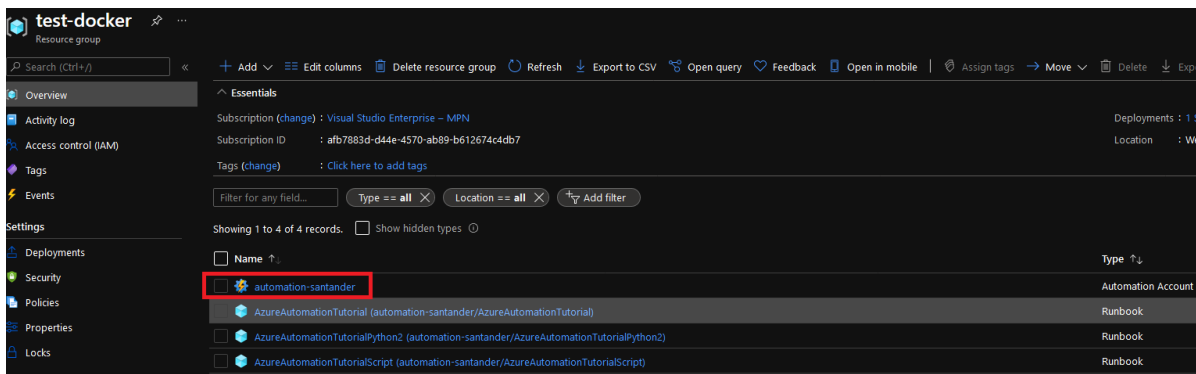 test-docker
Resource group
Search (Ctrl+/)
«
Overview
Activity log
Access control (IAM)
Tags
Events
Settings
Deployments
Security
Policies
Properties
Locks
+ Add Edit columns Delete resource group Refresh Export to CSV Open query Feedback Open in mobile Assign tags Move Delete
Essentials
Subscription (change) : Visual Studio Enterprise – MPN Deployments : 1
Subscription ID : afb7883d-d44e-4570-ab89-b612674c4db7 Location :
Tags (change) : Click here to add tags
Filter for any field... Type == all Location == all Add filter
Showing 1 to 4 of 4 records. Show hidden types
Name ↑↓ Type ↑↓
automation-santander Automation Account
AzureAutomationTutorial (automation-santander/AzureAutomationTutorial) Runbook
AzureAutomationTutorialPython2 (automation-santander/AzureAutomationTutorialPython2) Runbook
AzureAutomationTutorialScript (automation-santander/AzureAutomationTutorialScript) Runbook